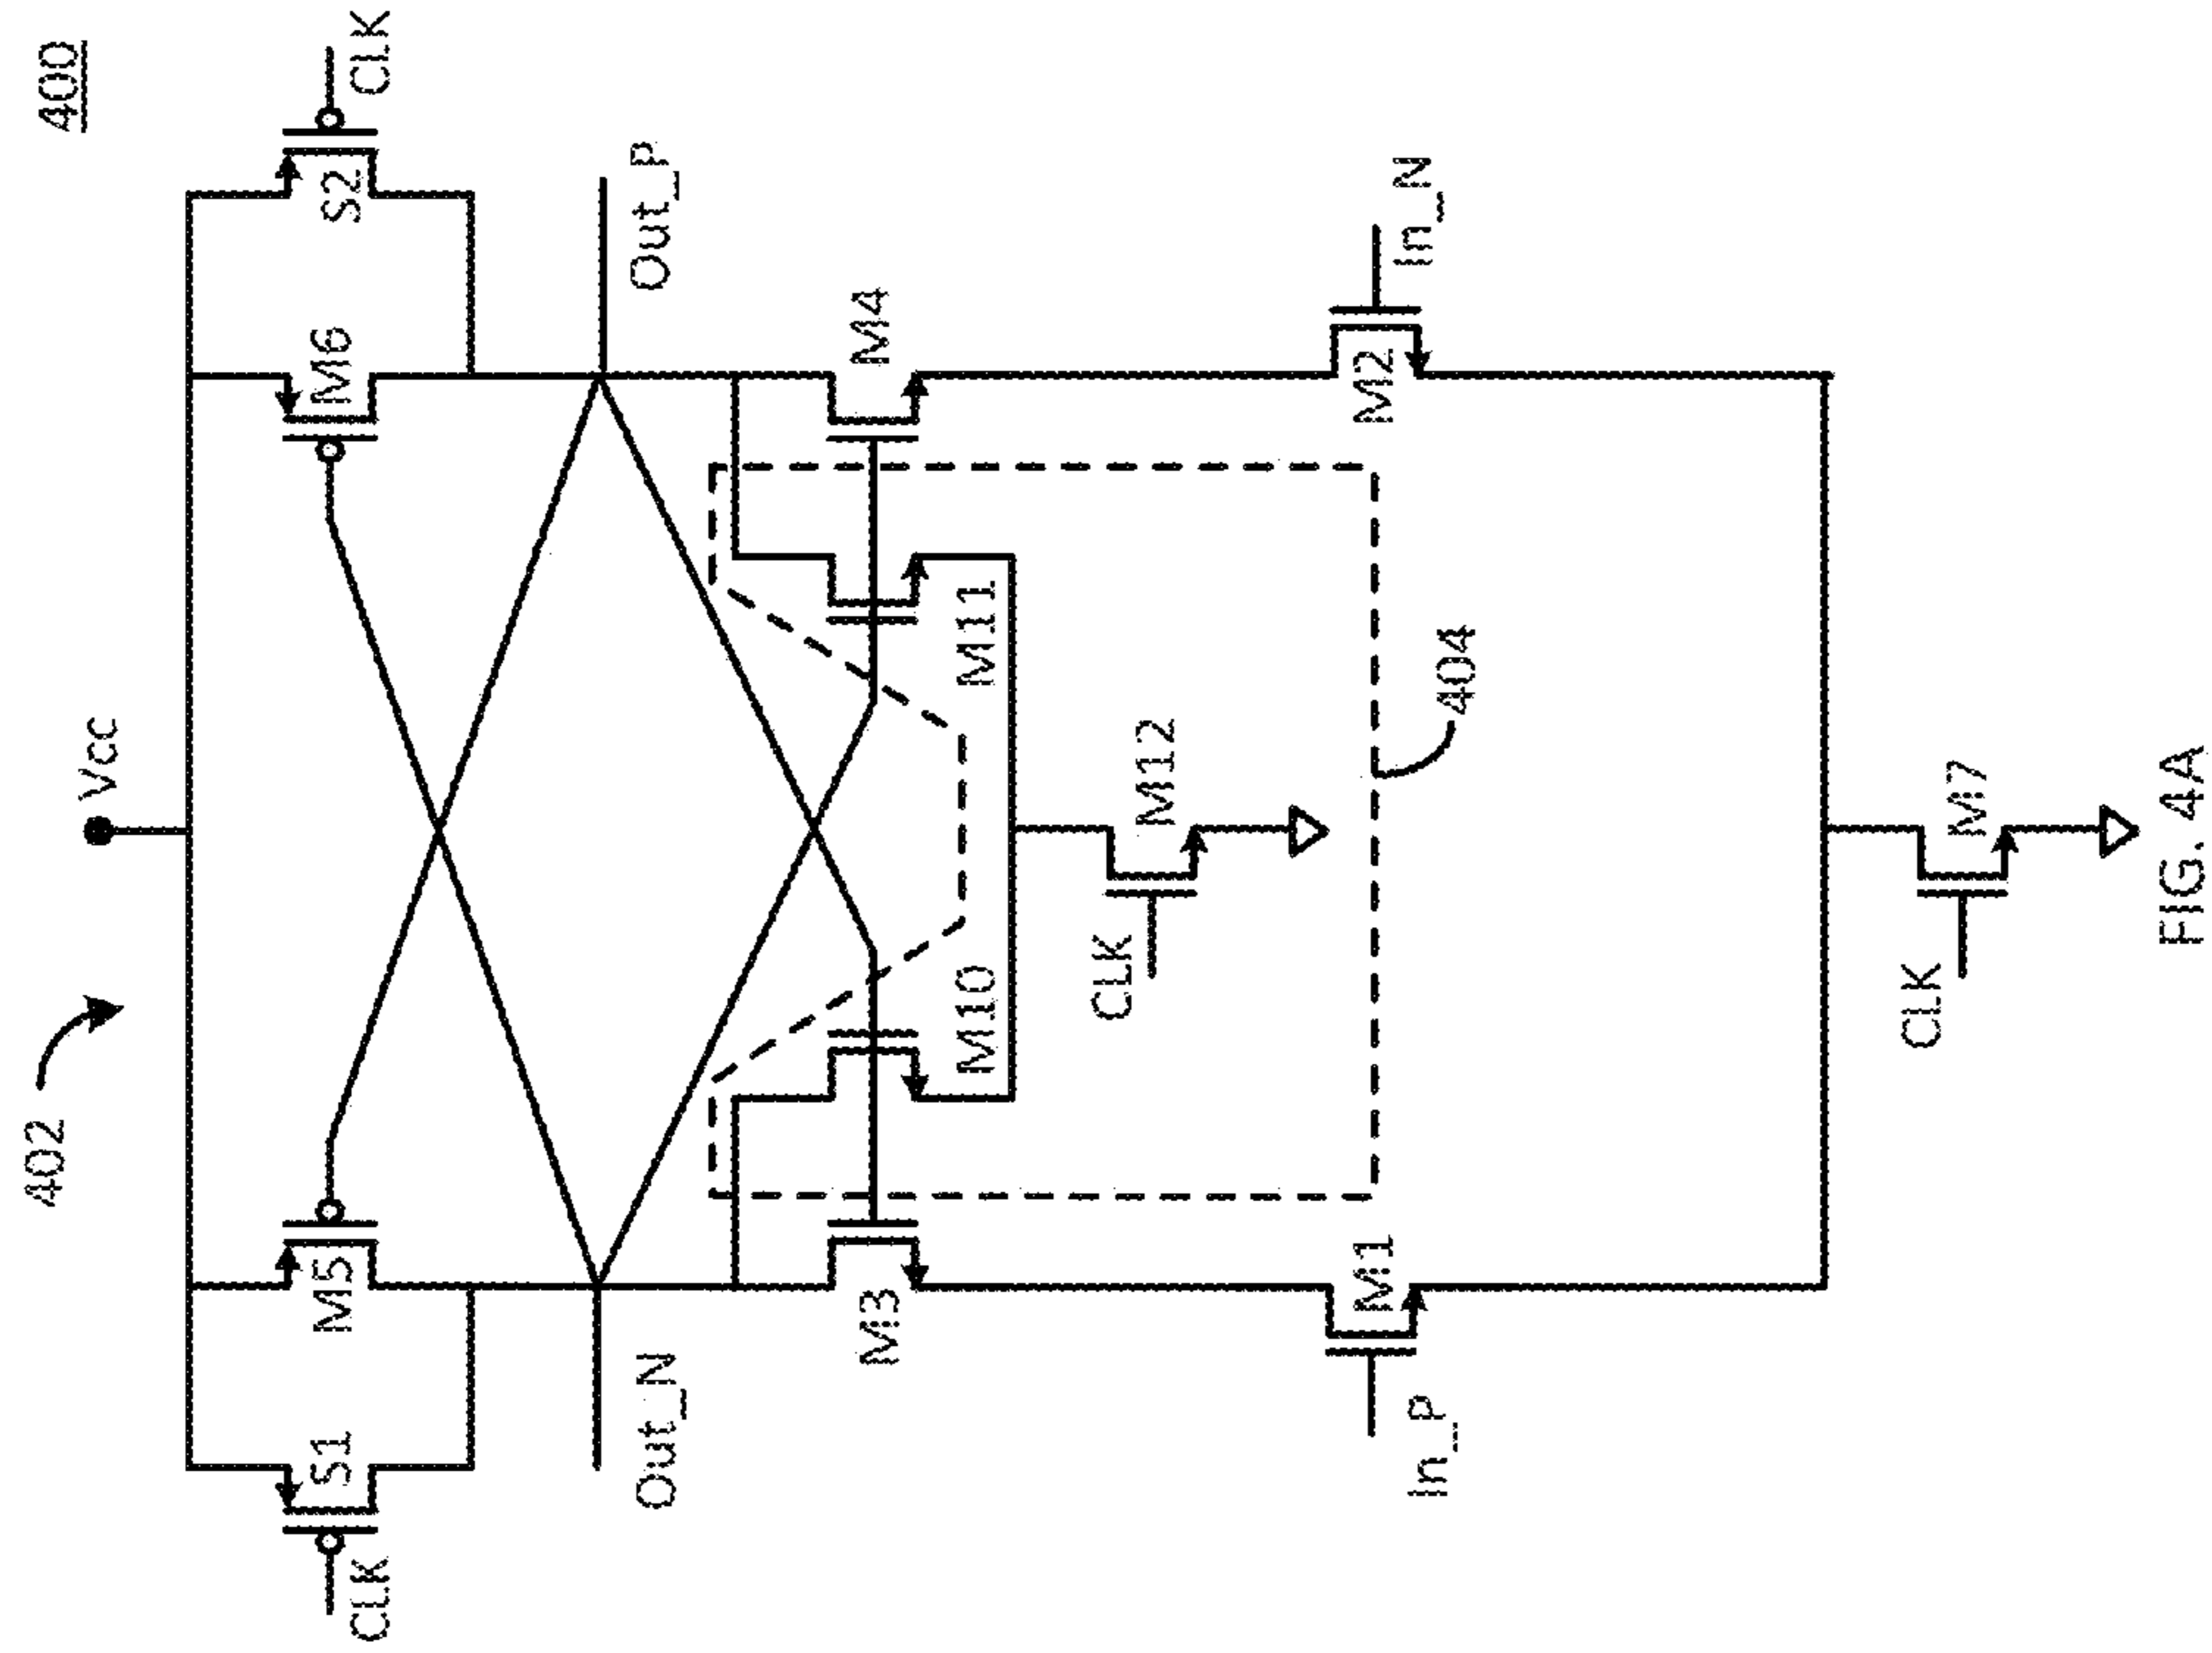 402
400
Vcc
CLK
S1
M5
M6
S2
CLK
Out_N
Out_P
M3
M4
M10
M11
CLK
M12
In_P
M1
M2
In_N
404
CLK
M7
FIG. 4A